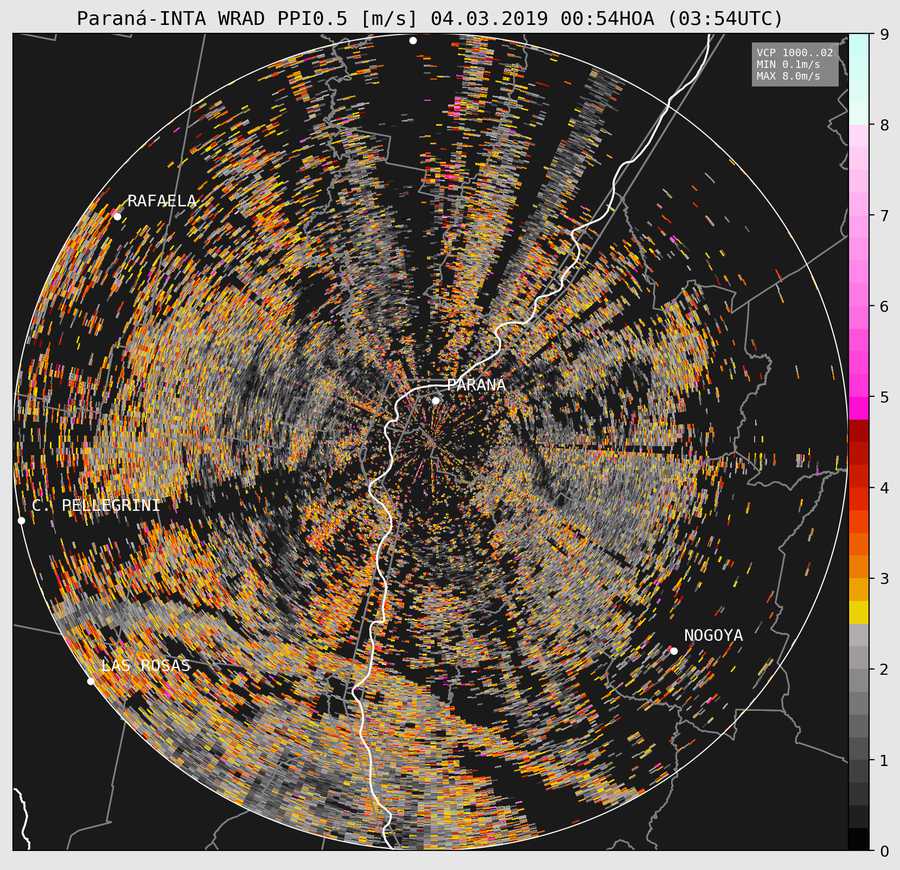 Paraná-INTA WRAD PPI0.5 [m/s] 04.03.2019 00:54HOA (03:54UTC)
VCP 1000..02
MIN 0.1m/s
MAX 8.0m/s
9
8
7
6
5
4
3
2
1
0
RAFAELA
PARANA
C. PELLEGRINI
NOGOYA
LAS ROSAS